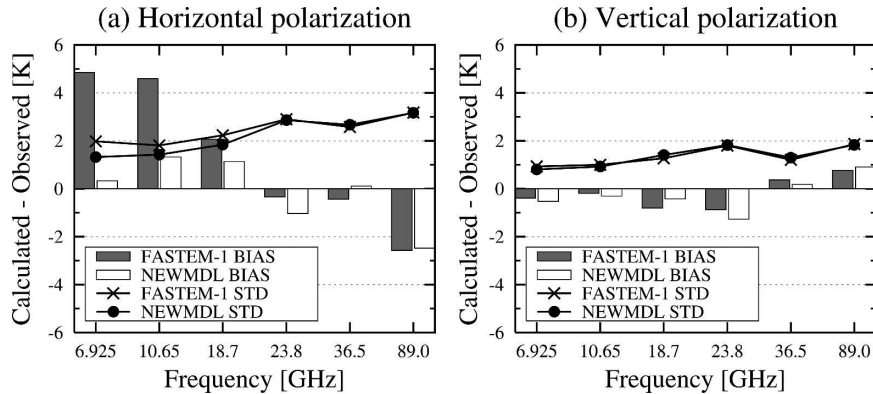 (a) Horizontal polarization
Calculated - Observed [K]
6
4
2
0
-2
-4
-6
FASTEM-1 BIAS
NEWMDL BIAS
FASTEM-1 STD
NEWMDL STD
6.925 10.65 18.7 23.8 36.5 89.0
Frequency [GHz]
(b) Vertical polarization
Calculated - Observed [K]
6
4
2
0
-2
-4
-6
FASTEM-1 BIAS
NEWMDL BIAS
FASTEM-1 STD
NEWMDL STD
6.925 10.65 18.7 23.8 36.5 89.0
Frequency [GHz]